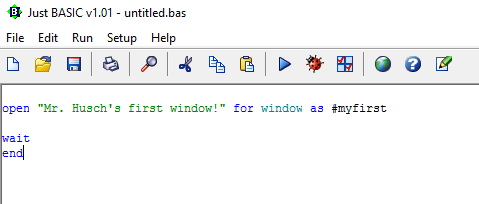 Just BASIC v1.01 - untitled.bas
File Edit Run Setup Help
open "Mr. Husch's first window!" for window as #myfirst
wait
end